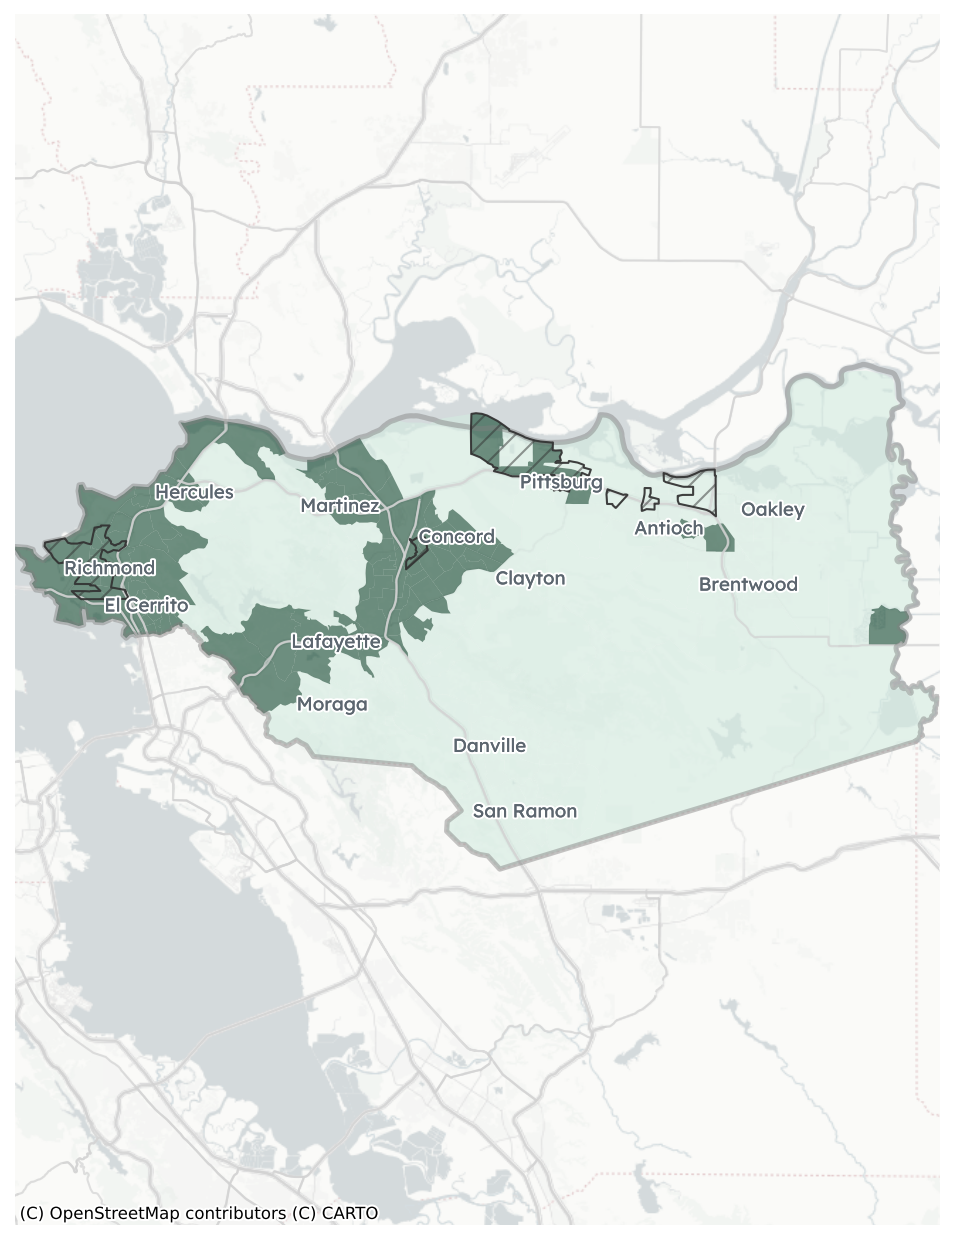 Hercules
Martinez
Pittsburg
Oakley
Antioch
Concord
Richmond
Clayton
Brentwood
El Cerrito
Lafayette
Moraga
Danville
San Ramon
(C) OpenStreetMap contributors (C) CARTO